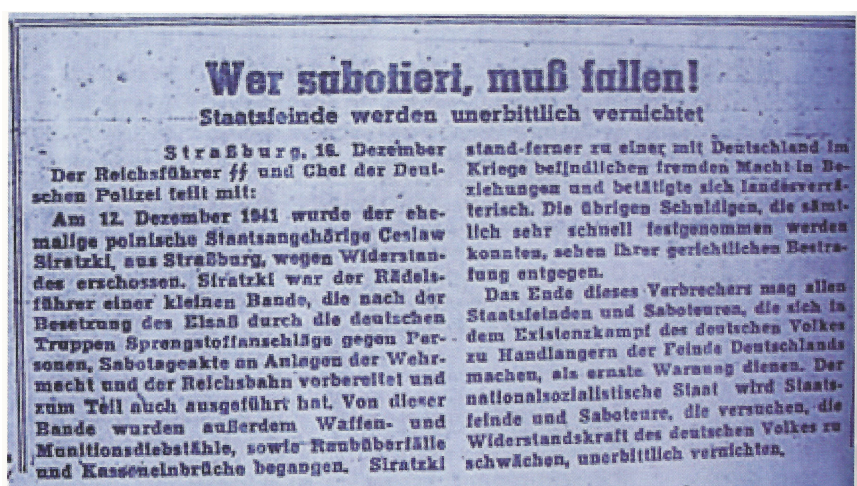 Wer sabotiert, muß fallen!
Staatsfeinde werden unerbittlich vernichtet
Straßburg, 16. Dezember
Der Reichsführer ᛋᛋ und Chef der Deut-
schen Polizei teilt mit:
Am 12. Dezember 1941 wurde der ehe-
malige polnische Staatsangehörige Ceslaw
Siratzki, aus Straßburg, wegen Widerstan-
des erschossen. Siratzki war der Rädels-
führer einer kleinen Bande, die nach der
Besetzung des Elsaß durch die deutschen
Truppen Sprengstoffanschläge gegen Per-
sonen, Sabotageakte an Anlagen der Wehr-
macht und der Reichsbahn vorbereitet und
zum Teil auch ausgeführt hat. Von dieser
Bande wurden außerdem Waffen- und
Munitionsdiebstähle, sowie Raubüberfälle
und Kasseneinbrüche begangen. Siratzki
stand-ferner zu einer mit Deutschland im
Kriege befindlichen fremden Macht in Be-
ziehungen und betätigte sich landesverrä-
terisch. Die übrigen Schuldigen, die sämt-
lich sehr schnell festgenommen werden
konnten, sehen ihrer gerichtlichen Bestra-
fung entgegen.
Das Ende dieses Verbrechers mag allen
Staatsfeinden und Saboteuren, die sich in
dem Existenzkampf des deutschen Volkes
zu Handlangern der Feinde Deutschlands
machen, als ernste Warnung dienen. Der
nationalsozialistische Staat wird Staats-
feinde und Saboteure, die versuchen, die
Widerstandskraft des deutschen Volkes zu
schwächen, unerbittlich vernichten.